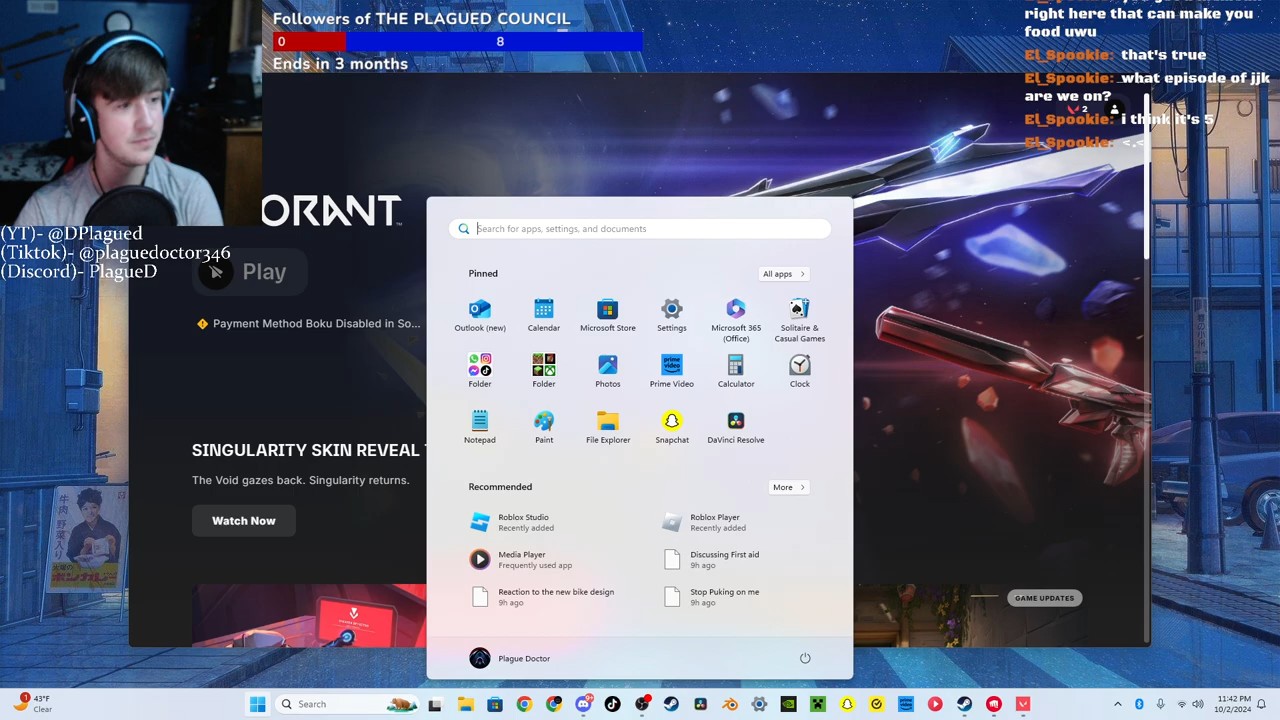 Followers of THE PLAGUED COUNCIL
0
8
Ends in 3 months
right here that can make you
food uwu
El_Spookie: that's true
El_Spookie: what episode of jjk
are we on?
El_Spookie: i think it's 5
El_Spookie: <.<
2
(YT)- @DPlagued
(Tiktok)- @plaguedoctor346
(Discord)- PlagueD
ORANT
Play
Payment Method Boku Disabled in So...
SINGULARITY SKIN REVEAL
The Void gazes back. Singularity returns.
Watch Now
Search for apps, settings, and documents
Pinned
All apps
Outlook (new)
Calendar
Microsoft Store
Settings
Microsoft 365
(Office)
Solitaire &
Casual Games
Folder
Folder
Photos
prime video
Prime Video
Calculator
Clock
Notepad
Paint
File Explorer
Snapchat
DaVinci Resolve
Recommended
More
Roblox Studio
Recently added
Roblox Player
Recently added
Media Player
Frequently used app
Discussing First aid
9h ago
Reaction to the new bike design
9h ago
Stop Puking on me
9h ago
Plague Doctor
GAME UPDATES
1
43°F
Clear
Search
11:42 PM
10/2/2024